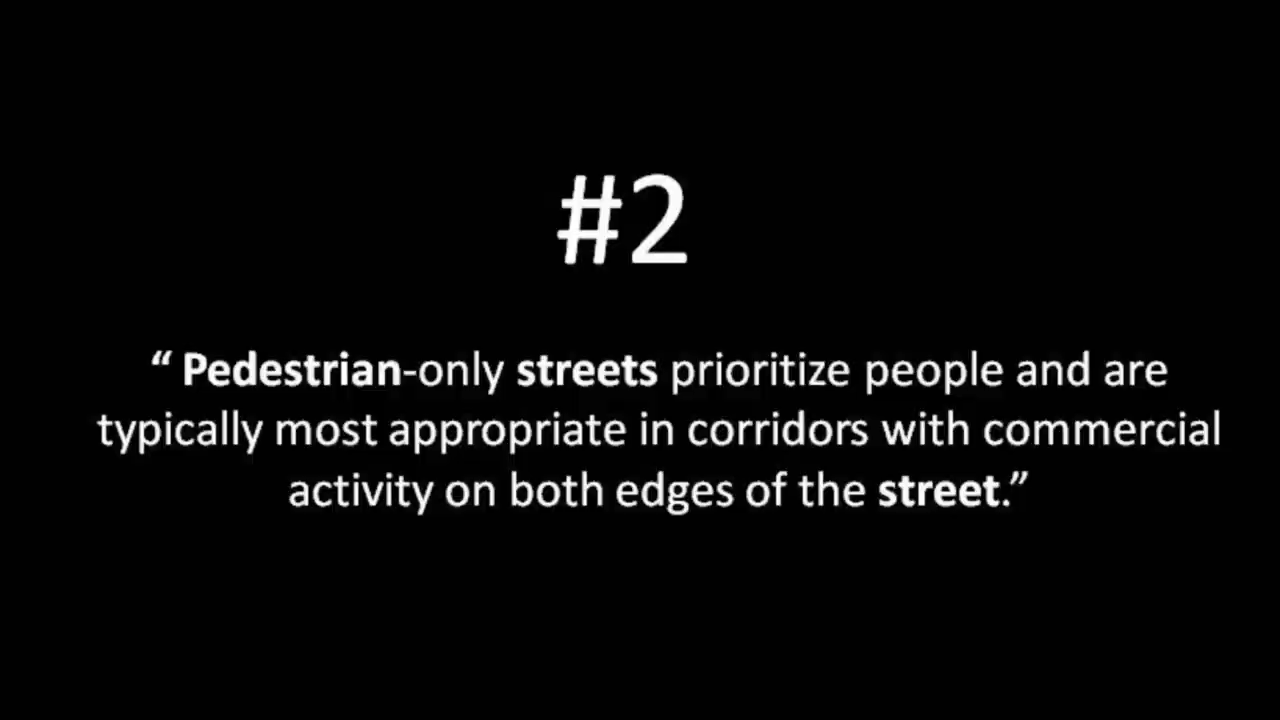 #2
“ Pedestrian-only streets prioritize people and are
typically most appropriate in corridors with commercial
activity on both edges of the street.”